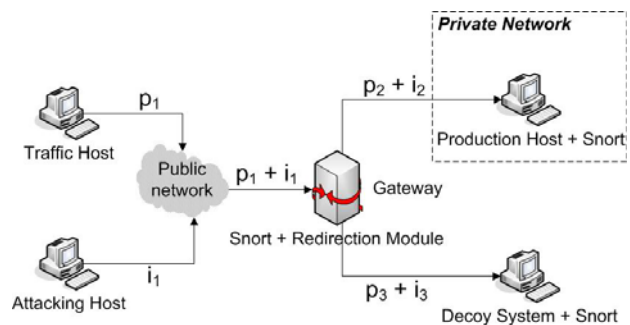 Private Network
p1
p2 + i2
Traffic Host
Production Host + Snort
Public
network
p1 + i1
Gateway
Snort + Redirection Module
i1
p3 + i3
Attacking Host
Decoy System + Snort